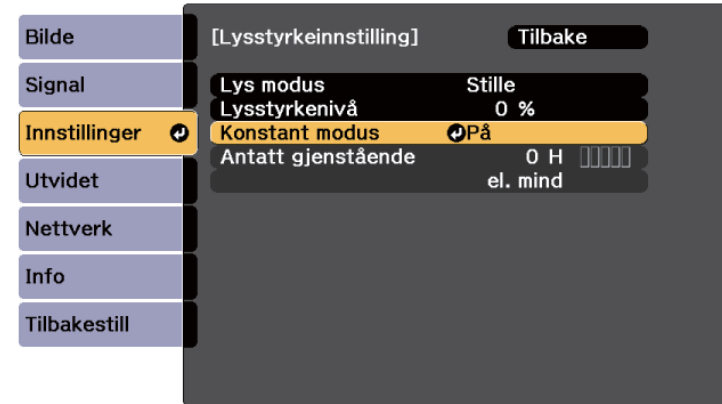 Bilde
Signal
Innstillinger
Utvidet
Nettverk
Info
Tilbakestill
[Lysstyrkeinnstilling] Tilbake
Lys modus Stille
Lysstyrkenivå 0 %
Konstant modus På
Antatt gjenstående 0 H
el. mind